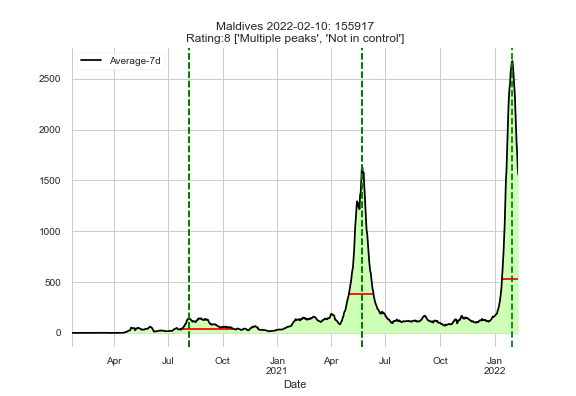 Maldives 2022-02-10: 155917
Rating:8 ['Multiple peaks', 'Not in control']
Average-7d
2500
2000
1500
1000
500
0
Apr Jul Oct Jan Apr Jul Oct Jan
2021 2022
Date